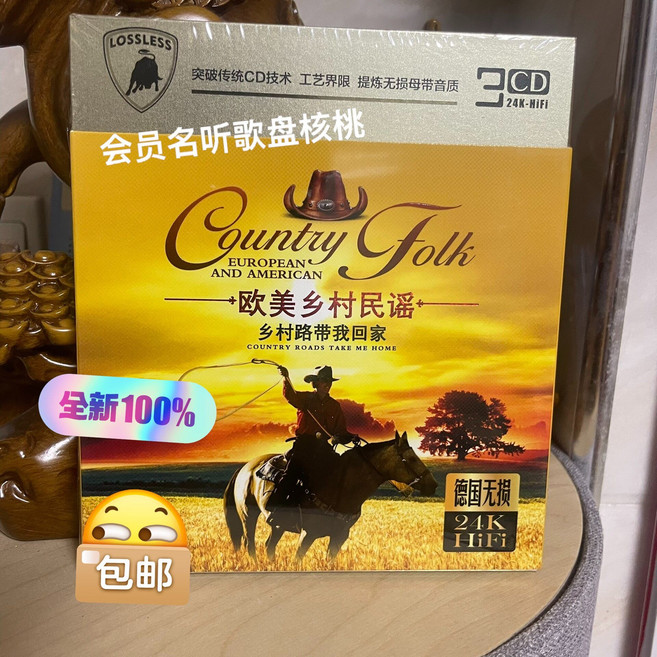 LOSSLESS
突破传统CD技术 工艺界限 提炼无损母带音质
3CD
24K-HiFi
会员名听歌盘核桃
Country Folk
EUROPEAN
AND AMERICAN
欧美乡村民谣
乡村路带我回家
COUNTRY ROADS TAKE ME HOME
全新100%
德国无损
24K
HiFi
包邮